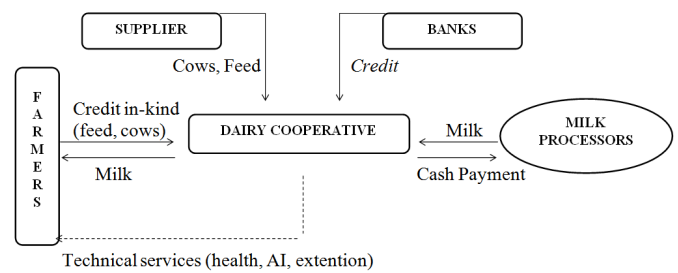 SUPPLIER
BANKS
Cows, Feed
Credit
FARMERS
Credit in-kind
(feed, cows)
Milk
DAIRY COOPERATIVE
Milk
Cash Payment
MILK
PROCESSORS
Technical services (health, AI, extention)